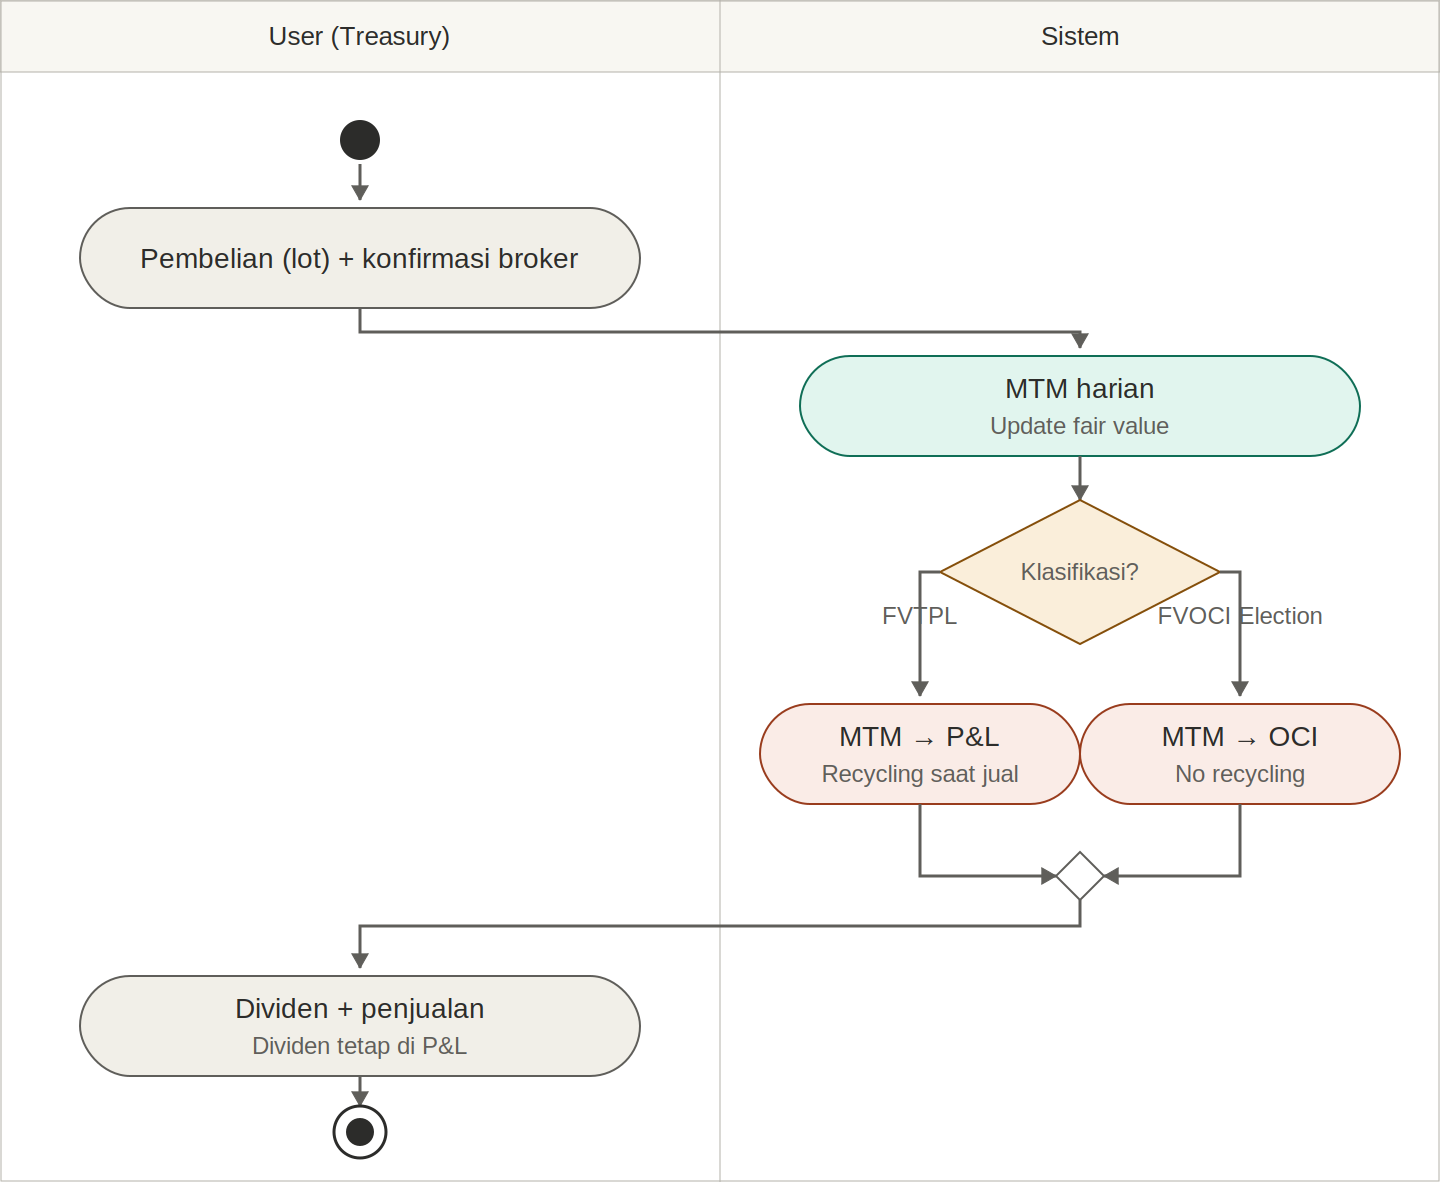 User (Treasury)
Sistem
Pembelian (lot) + konfirmasi broker
MTM harian
Update fair value
Klasifikasi?
FVTPL
FVOCI Election
MTM → P&L
Recycling saat jual
MTM → OCI
No recycling
Dividen + penjualan
Dividen tetap di P&L